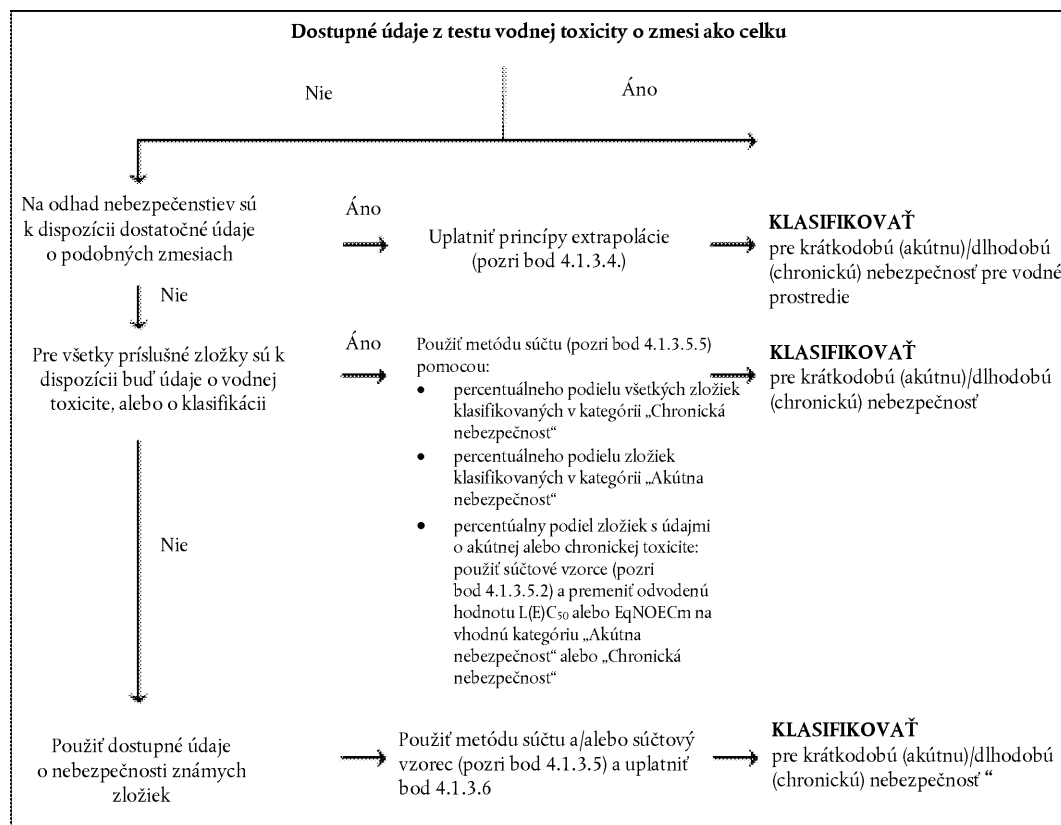 Dostupné údaje z testu vodnej toxicity o zmesi ako celku
Nie
Áno
Na odhad nebezpečenstiev sú
k dispozícii dostatočné údaje
o podobných zmesiach
Áno
Uplatniť princípy extrapolácie
(pozri bod 4.1.3.4.)
KLASIFIKOVAŤ
pre krátkodobú (akútnu)/dlhodobú
(chronickú) nebezpečnosť pre vodné
prostredie
Nie
Pre všetky príslušné zložky sú k
dispozícii buď údaje o vodnej
toxicite, alebo o klasifikácii
Áno
Použiť metódu súčtu (pozri bod 4.1.3.5.5)
pomocou:
• percentuálneho podielu všetkých zložiek
klasifikovaných v kategórii „Chronická
nebezpečnosť“
• percentuálneho podielu zložiek
klasifikovaných v kategórii „Akútna
nebezpečnosť“
• percentúalny podiel zložiek s údajmi
o akútnej alebo chronickej toxicite:
použiť súčtové vzorce (pozri
bod 4.1.3.5.2) a premeniť odvodenú
hodnotu L(E)C₅₀ alebo EqNOECm na
vhodnú kategóriu „Akútna
nebezpečnosť“ alebo „Chronická
nebezpečnosť“
KLASIFIKOVAŤ
pre krátkodobú (akútnu)/dlhodobú
(chronickú) nebezpečnosť
Nie
Použiť dostupné údaje
o nebezpečnosti známych
zložiek
Použiť metódu súčtu a/alebo súčtový
vzorec (pozri bod 4.1.3.5) a uplatniť
bod 4.1.3.6
KLASIFIKOVAŤ
pre krátkodobú (akútnu)/dlhodobú
(chronickú) nebezpečnosť “